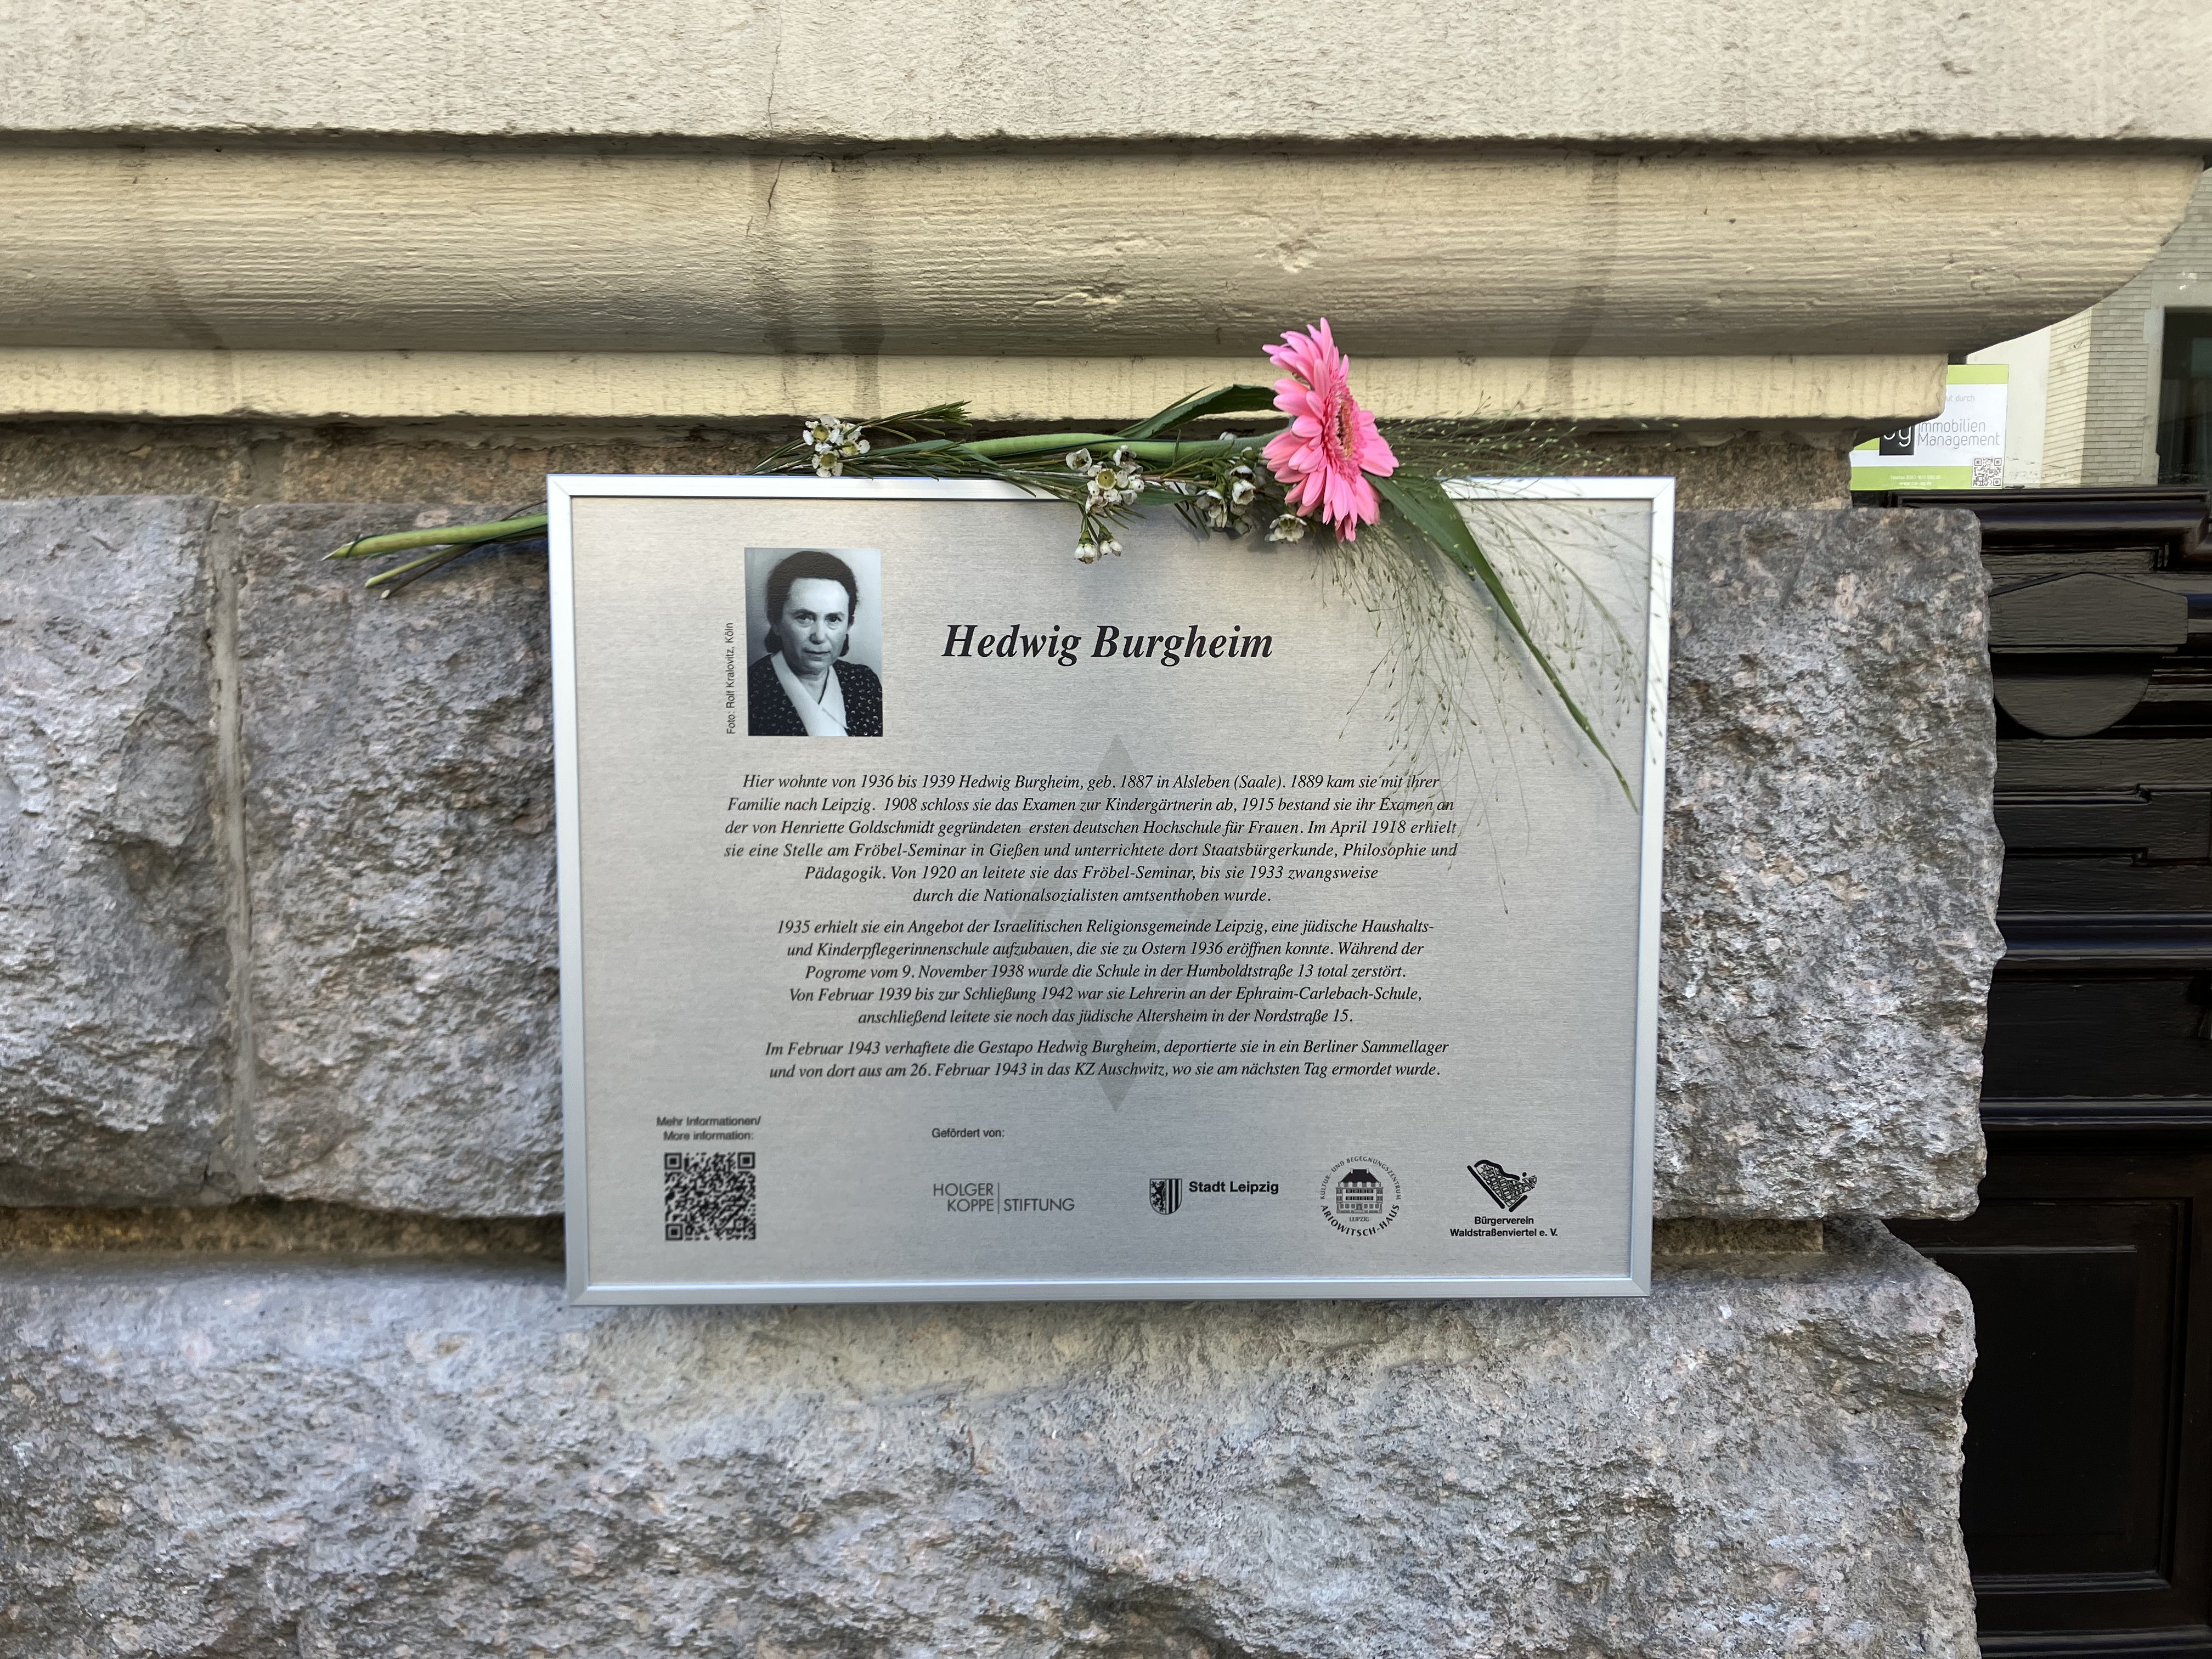 Immobilien
Management
Foto: Rolf Kralovitz, Köln
Hedwig Burgheim
Hier wohnte von 1936 bis 1939 Hedwig Burgheim, geb. 1887 in Alsleben (Saale). 1889 kam sie mit ihrer
Familie nach Leipzig. 1908 schloss sie das Examen zur Kindergärtnerin ab, 1915 bestand sie ihr Examen an
der von Henriette Goldschmidt gegründeten ersten deutschen Hochschule für Frauen. Im April 1918 erhielt
sie eine Stelle am Fröbel-Seminar in Gießen und unterrichtete dort Staatsbürgerkunde, Philosophie und
Pädagogik. Von 1920 an leitete sie das Fröbel-Seminar, bis sie 1933 zwangsweise
durch die Nationalsozialisten amtsenthoben wurde.
1935 erhielt sie ein Angebot der Israelitischen Religionsgemeinde Leipzig, eine jüdische Haushalts-
und Kinderpflegerinnenschule aufzubauen, die sie zu Ostern 1936 eröffnen konnte. Während der
Pogrome vom 9. November 1938 wurde die Schule in der Humboldtstraße 13 total zerstört.
Von Februar 1939 bis zur Schließung 1942 war sie Lehrerin an der Ephraim-Carlebach-Schule,
anschließend leitete sie noch das jüdische Altersheim in der Nordstraße 15.
Im Februar 1943 verhaftete die Gestapo Hedwig Burgheim, deportierte sie in ein Berliner Sammellager
und von dort aus am 26. Februar 1943 in das KZ Auschwitz, wo sie am nächsten Tag ermordet wurde.
Mehr Informationen/
More information:
Gefördert von:
HOLGER
KOPPE STIFTUNG
Stadt Leipzig
KULTUR- UND BEGEGNUNGSZENTRUM
ARIOWITSCH-HAUS
LEIPZIG
Bürgerverein
Waldstraßenviertel e. V.